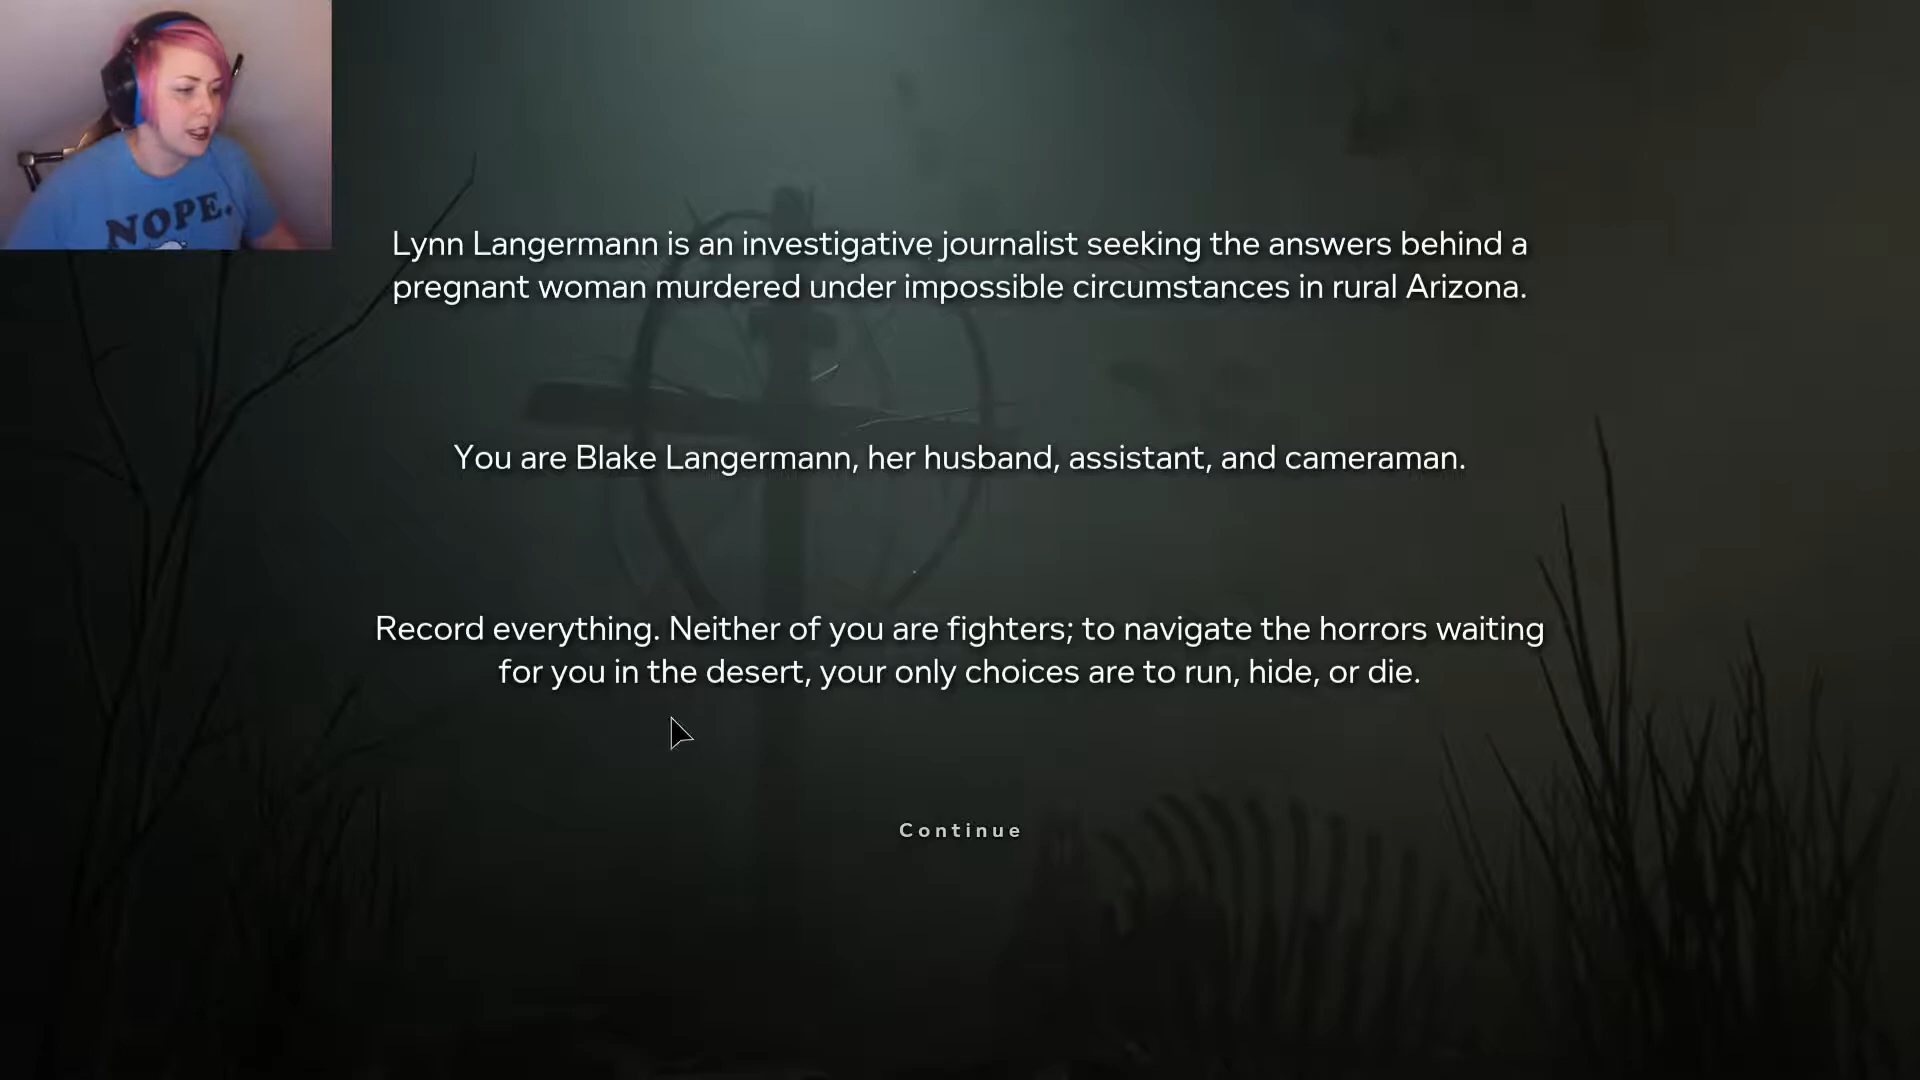 NOPE.
Lynn Langermann is an investigative journalist seeking the answers behind a
pregnant woman murdered under impossible circumstances in rural Arizona.
You are Blake Langermann, her husband, assistant, and cameraman.
Record everything. Neither of you are fighters; to navigate the horrors waiting
for you in the desert, your only choices are to run, hide, or die.
Continue